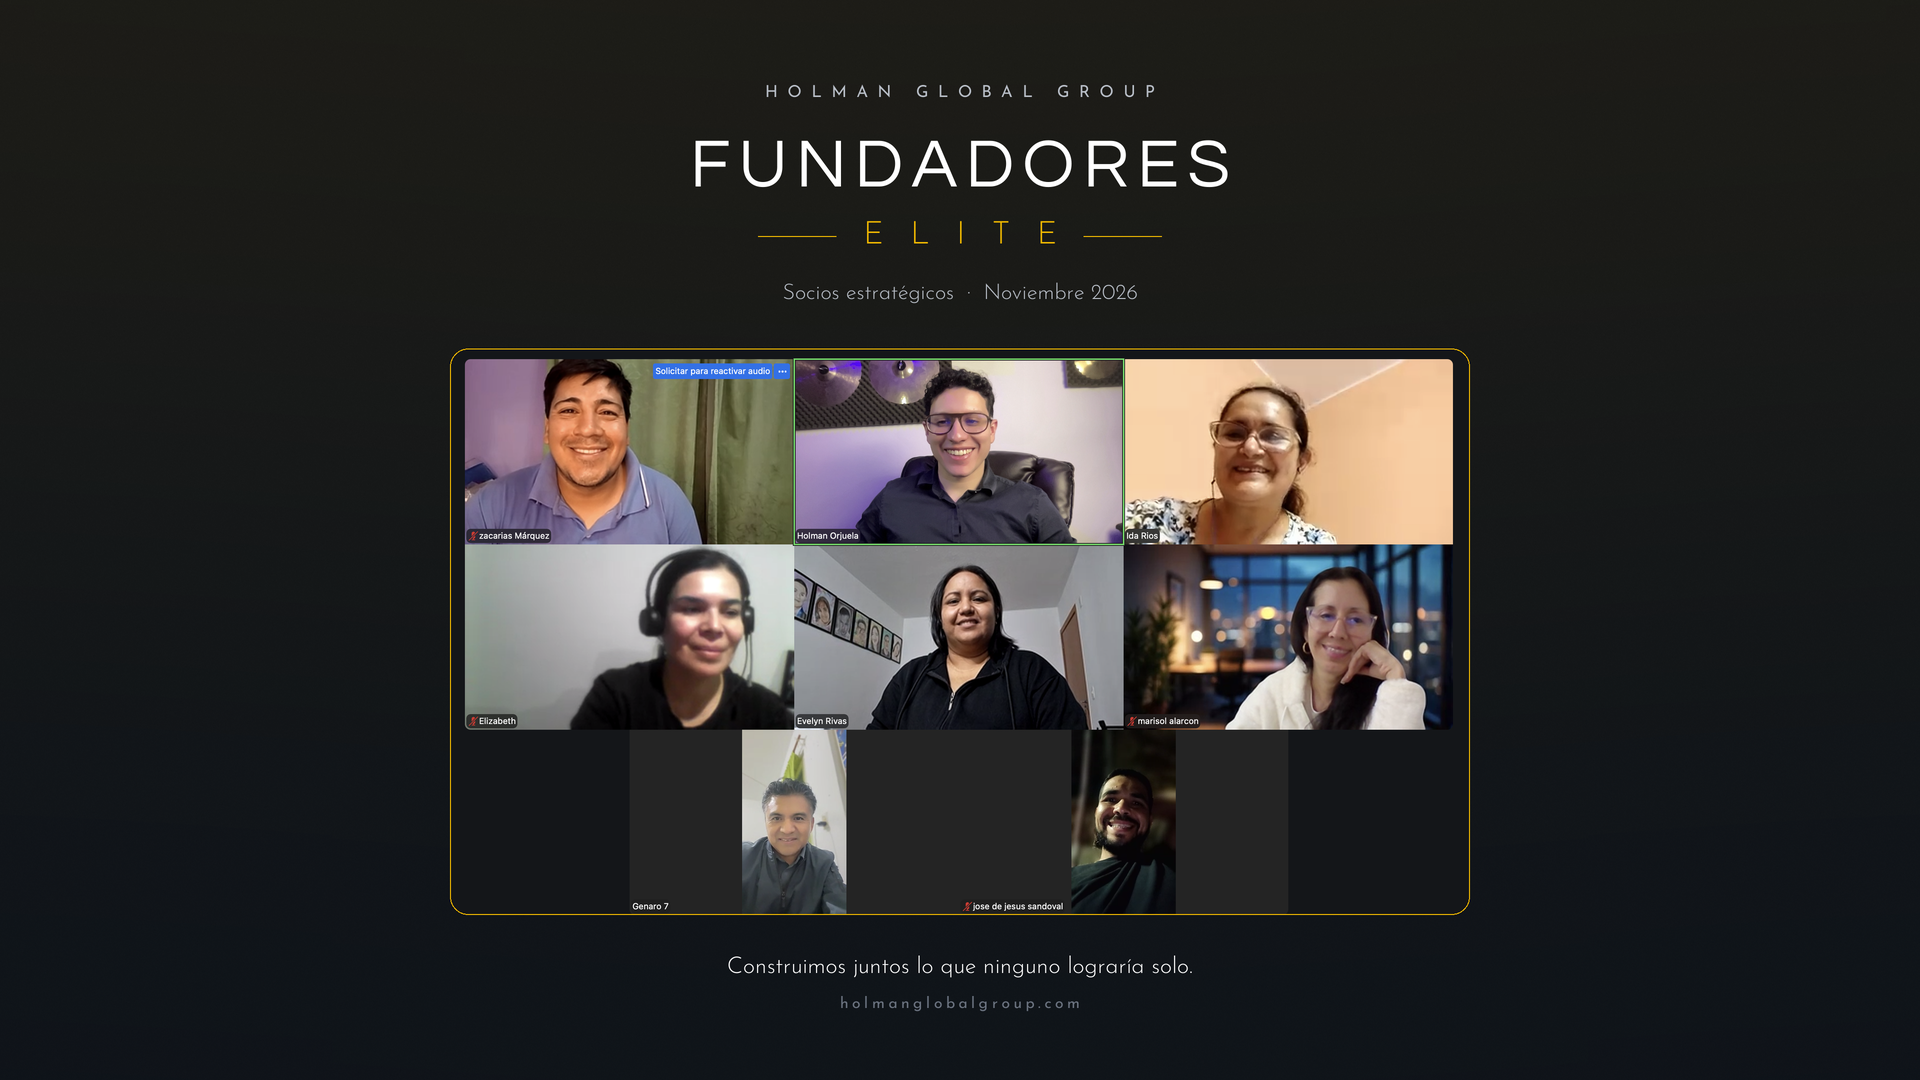 HOLMAN GLOBAL GROUP
FUNDADORES
ELITE
Socios estratégicos · Noviembre 2026
Solicitar para reactivar audio ...
zacarias Márquez
Holman Orjuela
Ida Rios
Elizabeth
Evelyn Rivas
marisol alarcon
Genaro 7
jose de jesus sandoval
Construimos juntos lo que ninguno lograría solo.
holmanglobalgroup.com